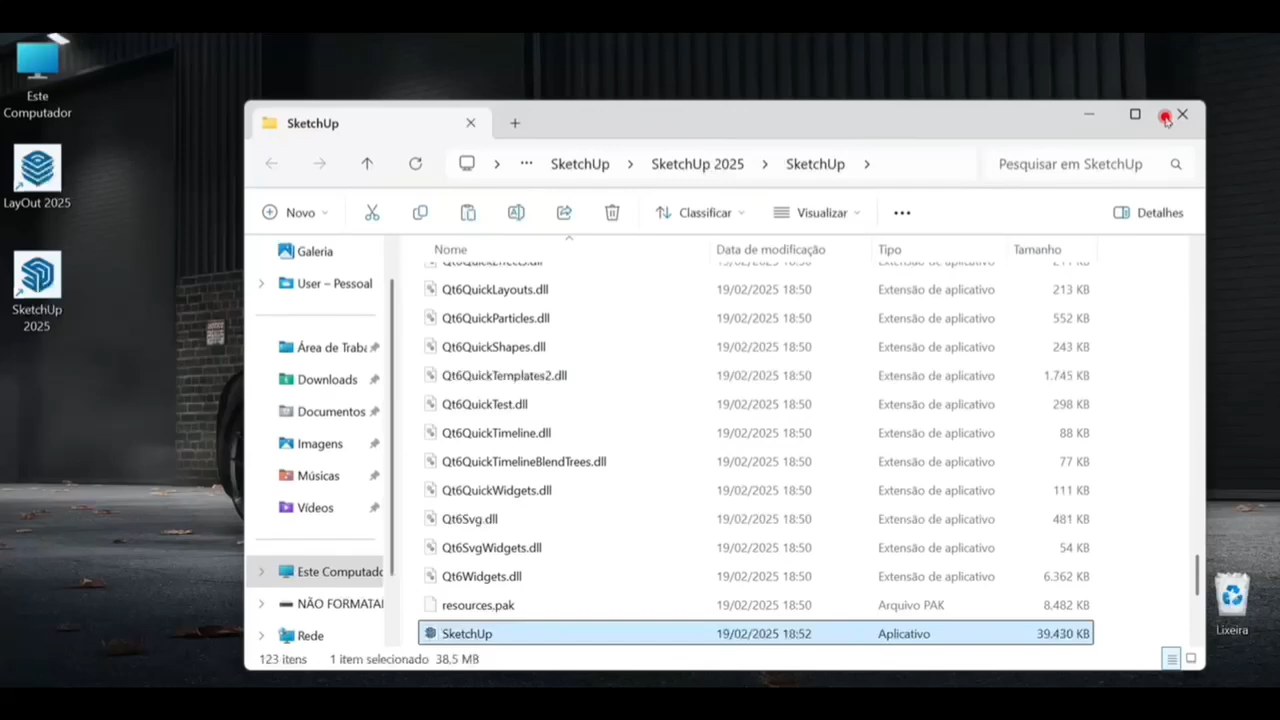 Este
Computador
LayOut 2025
SketchUp
2025
SketchUp
SketchUp
SketchUp 2025
SketchUp
Pesquisar em SketchUp
Novo
Classificar
Visualizar
Detalhes
Galeria
User – Pessoal
Área de Traba
Downloads
Documentos
Imagens
Músicas
Vídeos
Este Computado
NÃO FORMATA
Rede
Nome Data de modificação Tipo Tamanho
Qt6QuickLayouts.dll 19/02/2025 18:50 Extensão de aplicativo 213 KB
Qt6QuickParticles.dll 19/02/2025 18:50 Extensão de aplicativo 552 KB
Qt6QuickShapes.dll 19/02/2025 18:50 Extensão de aplicativo 243 KB
Qt6QuickTemplates2.dll 19/02/2025 18:50 Extensão de aplicativo 1.745 KB
Qt6QuickTest.dll 19/02/2025 18:50 Extensão de aplicativo 298 KB
Qt6QuickTimeline.dll 19/02/2025 18:50 Extensão de aplicativo 88 KB
Qt6QuickTimelineBlendTrees.dll 19/02/2025 18:50 Extensão de aplicativo 77 KB
Qt6QuickWidgets.dll 19/02/2025 18:50 Extensão de aplicativo 111 KB
Qt6Svg.dll 19/02/2025 18:50 Extensão de aplicativo 481 KB
Qt6SvgWidgets.dll 19/02/2025 18:50 Extensão de aplicativo 54 KB
Qt6Widgets.dll 19/02/2025 18:50 Extensão de aplicativo 6.362 KB
resources.pak 19/02/2025 18:50 Arquivo PAK 8.482 KB
SketchUp 19/02/2025 18:52 Aplicativo 39.430 KB
123 itens 1 item selecionado 38,5 MB
Lixeira